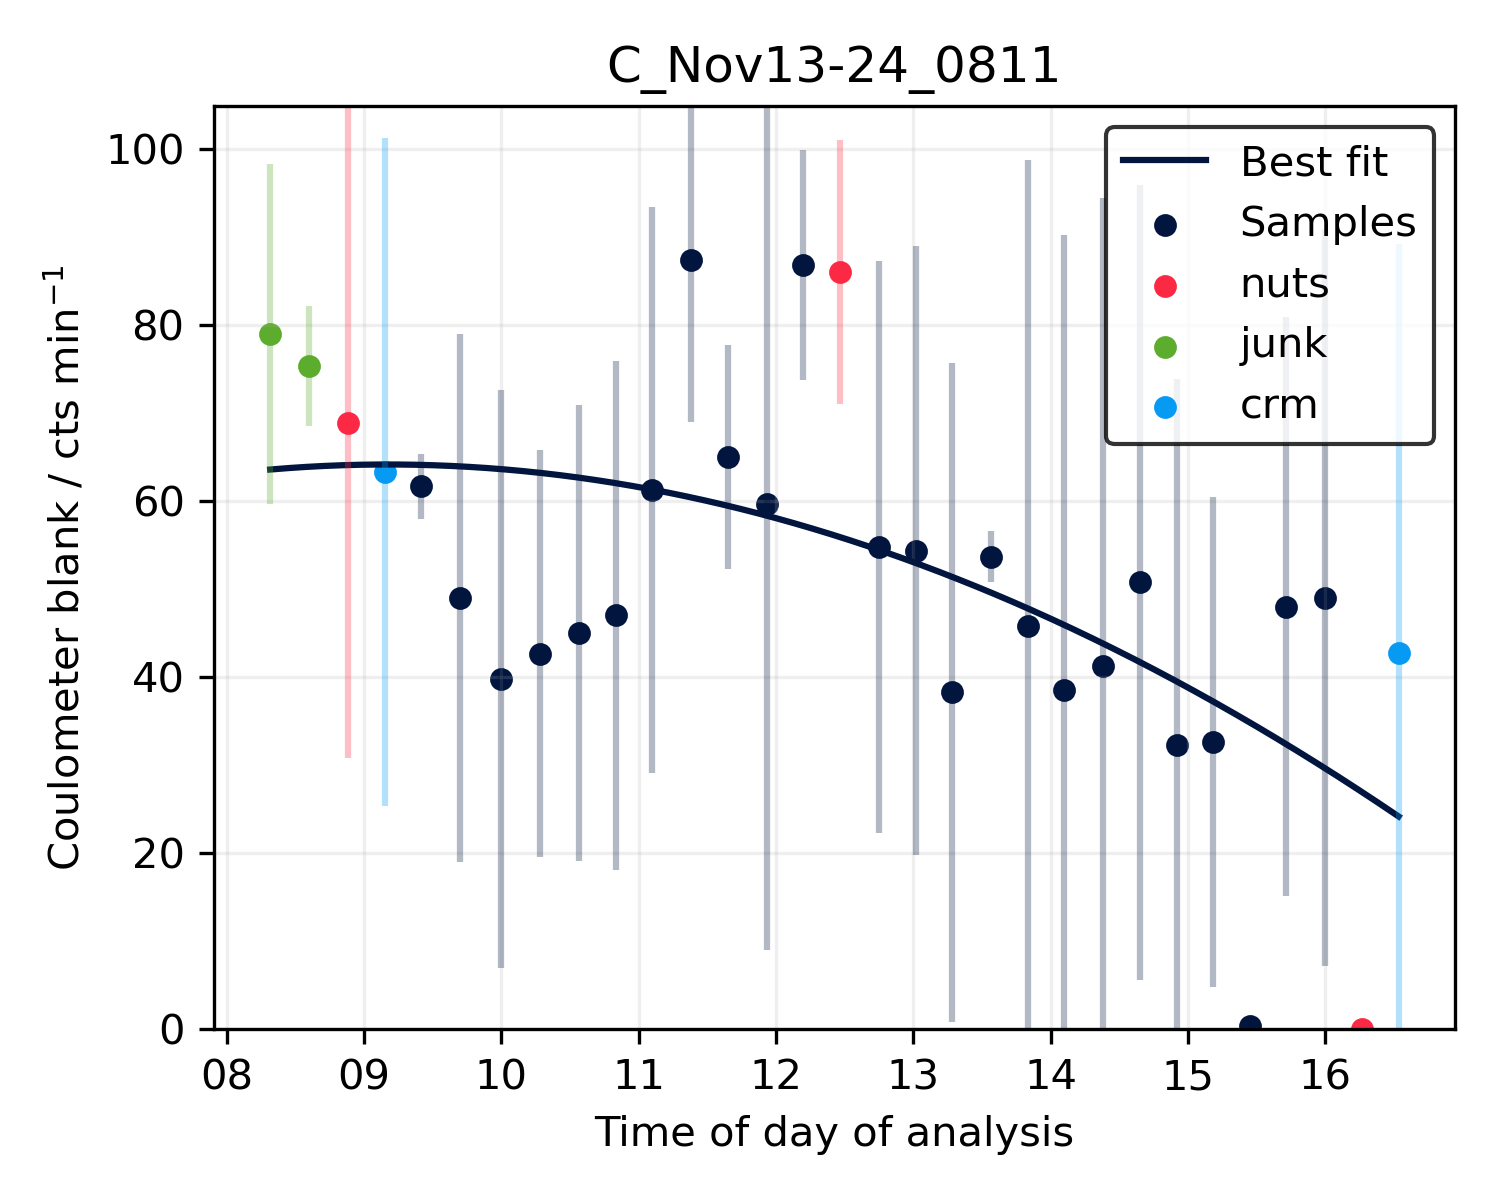 C_Nov13-24_0811
Coulometer blank / cts min⁻¹
100
80
60
40
20
0
08 09 10 11 12 13 14 15 16
Time of day of analysis
Best fit
Samples
nuts
junk
crm